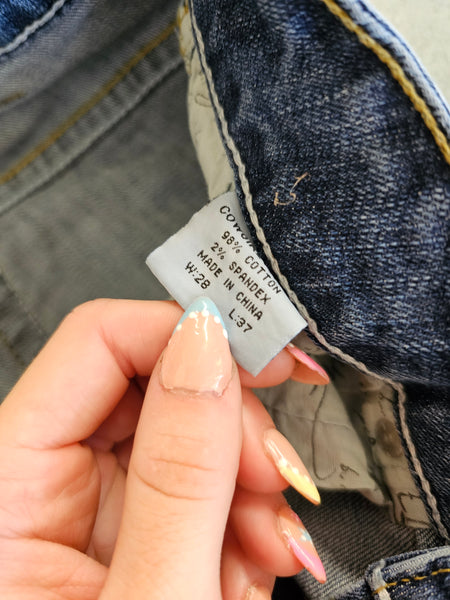 98% COTTON
2% SPANDEX
MADE IN CHINA
W:28 L:37